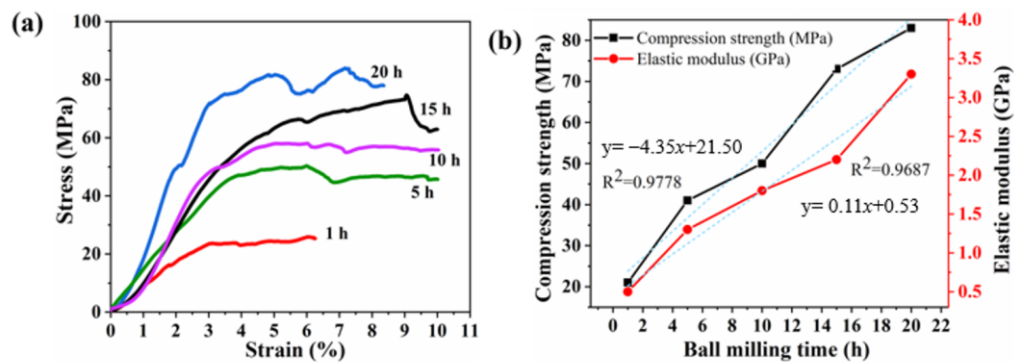 (a)
100
80
60
40
20
0
Stress (MPa)
20 h
15 h
10 h
5 h
1 h
0 1 2 3 4 5 6 7 8 9 10
Strain (%)
(b)
80
70
60
50
40
30
20
Compression strength (MPa)
Compression strength (MPa)
Elastic modulus (GPa)
y= −4.35x+21.50
R²=0.9778
R²=0.9687
y= 0.11x+0.53
4.0
3.5
3.0
2.5
2.0
1.5
1.0
0.5
Elastic modulus (GPa)
0 2 4 6 8 10 12 14 16 18 20 22
Ball milling time (h)